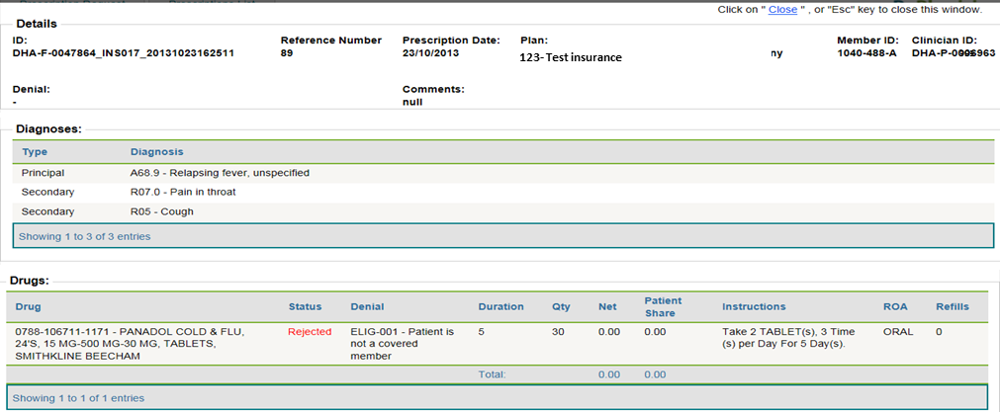 Click on " Close " , or "Esc" key to close this window.
Details
ID: Reference Number Prescription Date: Plan: Member ID: Clinician ID:
DHA-F-0047864_INS017_20131023162511 89 23/10/2013 123- Test insurance ny 1040-488-A
Denial: Comments:
- null
Diagnoses:
Type Diagnosis
Principal A68.9 - Relapsing fever, unspecified
Secondary R07.0 - Pain in throat
Secondary R05 - Cough
Showing 1 to 3 of 3 entries
Drugs:
Drug Status Denial Duration Qty Net Patient Share Instructions ROA Refills
0788-106711-1171 - PANADOL COLD & FLU, Rejected ELIG-001 - Patient is 5 30 0.00 0.00 Take 2 TABLET(s), 3 Time ORAL 0
24'S, 15 MG-500 MG-30 MG, TABLETS, not a covered (s) per Day For 5 Day(s).
SMITHKLINE BEECHAM member
Total: 0.00 0.00
Showing 1 to 1 of 1 entries